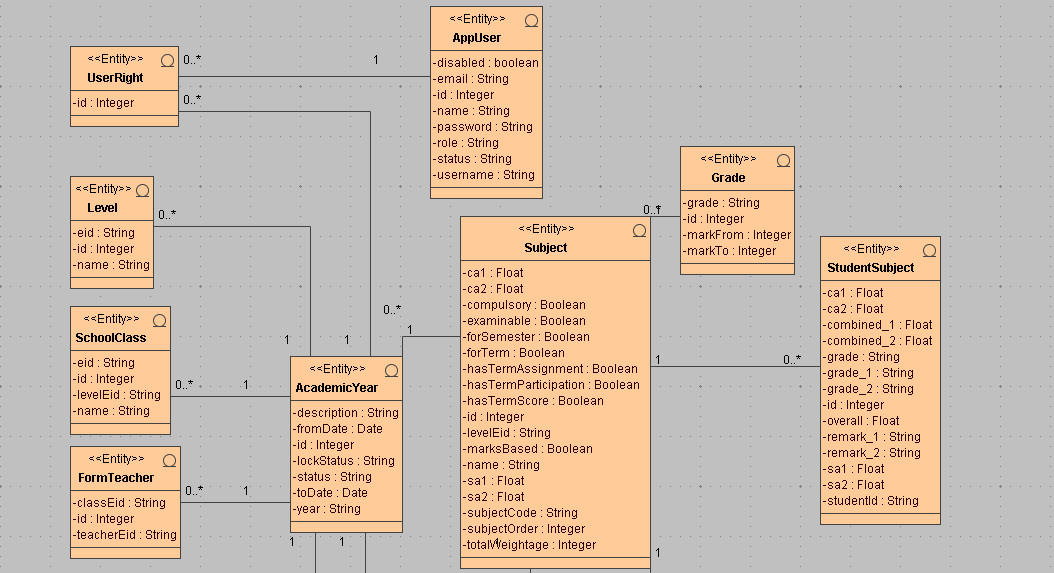 <<Entity>>
AppUser
-disabled : boolean
-email : String
-id : Integer
-name : String
-password : String
-role : String
-status : String
-username : String
<<Entity>>
UserRight
-id : Integer
0..*
1
0..*
<<Entity>>
Level
-eid : String
-id : Integer
-name : String
0..*
<<Entity>>
SchoolClass
-eid : String
-id : Integer
-levelEid : String
-name : String
0..*
1
<<Entity>>
FormTeacher
-classEid : String
-id : Integer
-teacherEid : String
0..*
1
1
1
0..*
1
<<Entity>>
AcademicYear
-description : String
-fromDate : Date
-id : Integer
-lockStatus : String
-status : String
-toDate : Date
-year : String
1
1
<<Entity>>
Subject
-ca1 : Float
-ca2 : Float
-compulsory : Boolean
-examinable : Boolean
-forSemester : Boolean
-forTerm : Boolean
-hasTermAssignment : Boolean
-hasTermParticipation : Boolean
-hasTermScore : Boolean
-id : Integer
-levelEid : String
-marksBased : Boolean
-name : String
-sa1 : Float
-sa2 : Float
-subjectCode : String
-subjectOrder : Integer
-totalWeightage : Integer
1
1
0..*
1
<<Entity>>
Grade
-grade : String
-id : Integer
-markFrom : Integer
-markTo : Integer
1
0..*
<<Entity>>
StudentSubject
-ca1 : Float
-ca2 : Float
-combined_1 : Float
-combined_2 : Float
-grade : String
-grade_1 : String
-grade_2 : String
-id : Integer
-overall : Float
-remark_1 : String
-remark_2 : String
-sa1 : Float
-sa2 : Float
-studentId : String